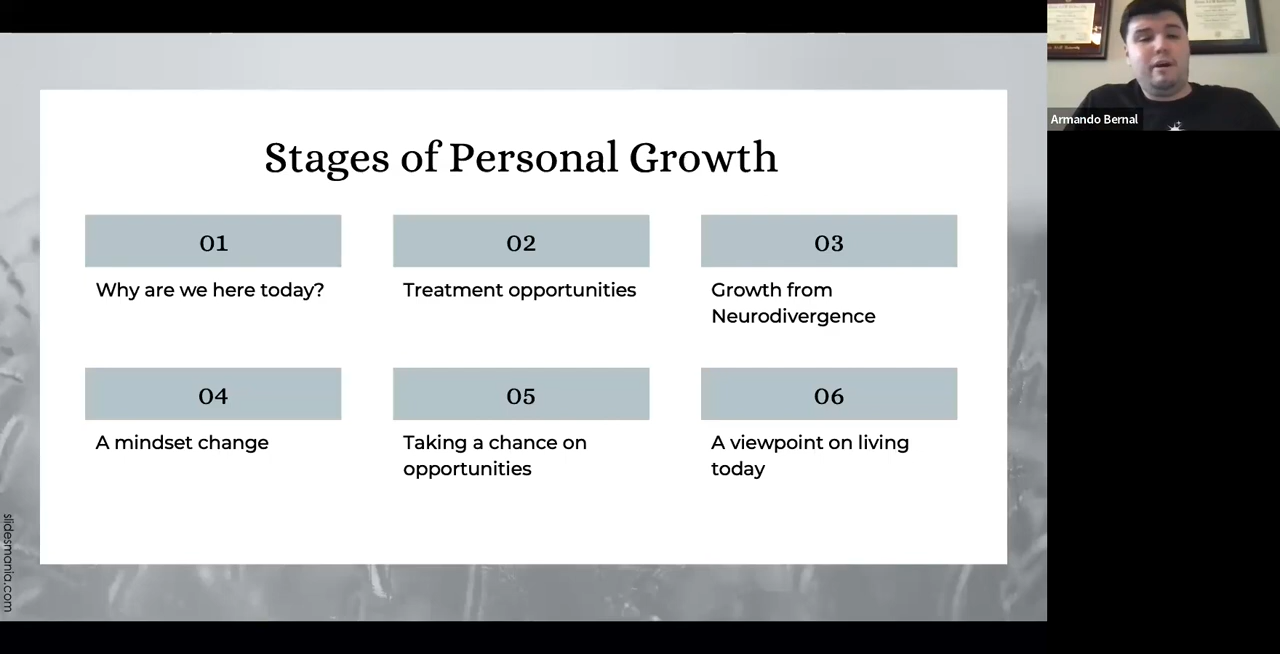 Stages of Personal Growth
01
02
03
Why are we here today?
Treatment opportunities
Growth from
Neurodivergence
04
05
06
A mindset change
Taking a chance on
opportunities
A viewpoint on living
today
slidesmania.com
Armando Bernal